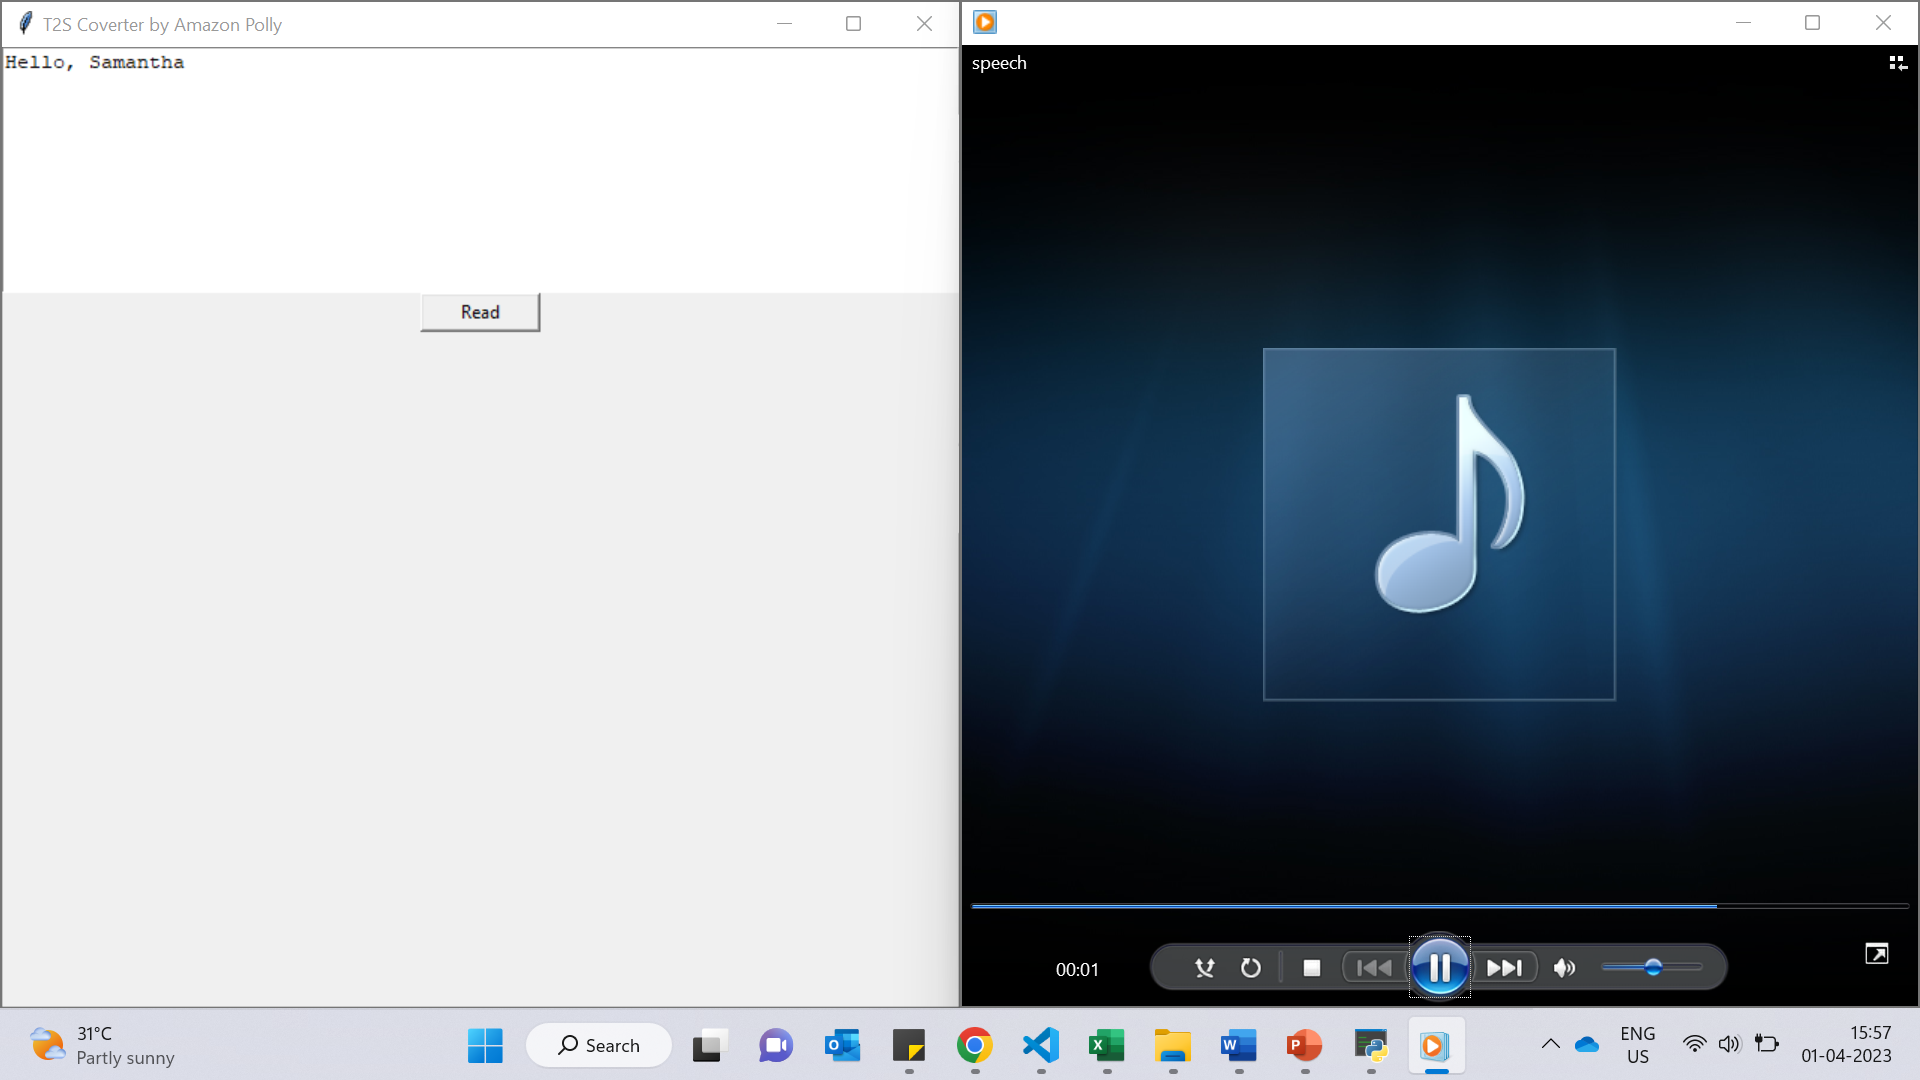 T2S Coverter by Amazon Polly
Hello, Samantha
Read
speech
00:01
31°C
Partly sunny
Search
ENG
US
15:57
01-04-2023